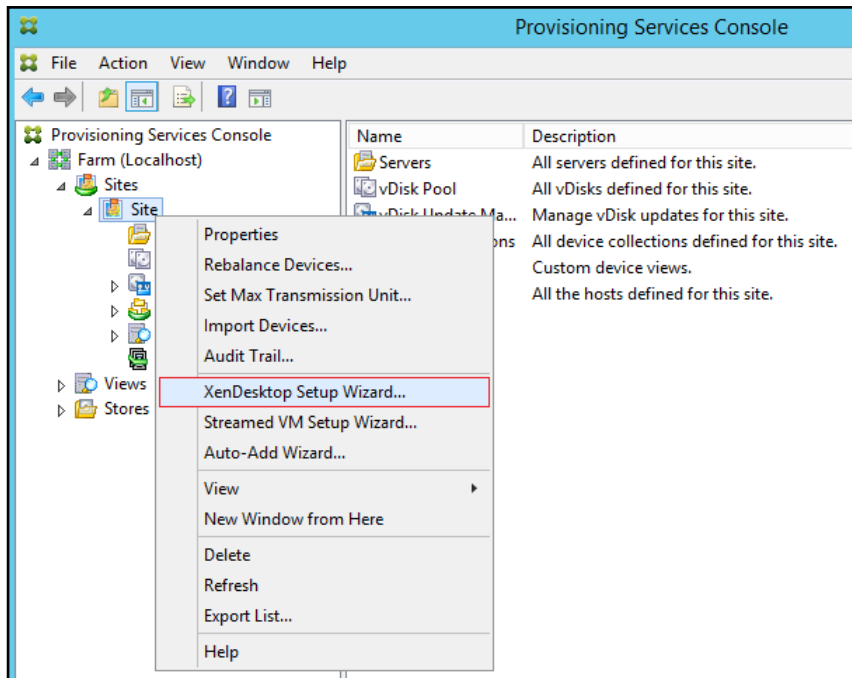 Provisioning Services Console
File Action View Window Help
Provisioning Services Console
Farm (Localhost)
Sites
Site
Views
Stores
Name Description
Servers All servers defined for this site.
vDisk Pool All vDisks defined for this site.
vDisk Update Ma... Manage vDisk updates for this site.
ons All device collections defined for this site.
Custom device views.
All the hosts defined for this site.
Properties
Rebalance Devices...
Set Max Transmission Unit...
Import Devices...
Audit Trail...
XenDesktop Setup Wizard...
Streamed VM Setup Wizard...
Auto-Add Wizard...
View
New Window from Here
Delete
Refresh
Export List...
Help